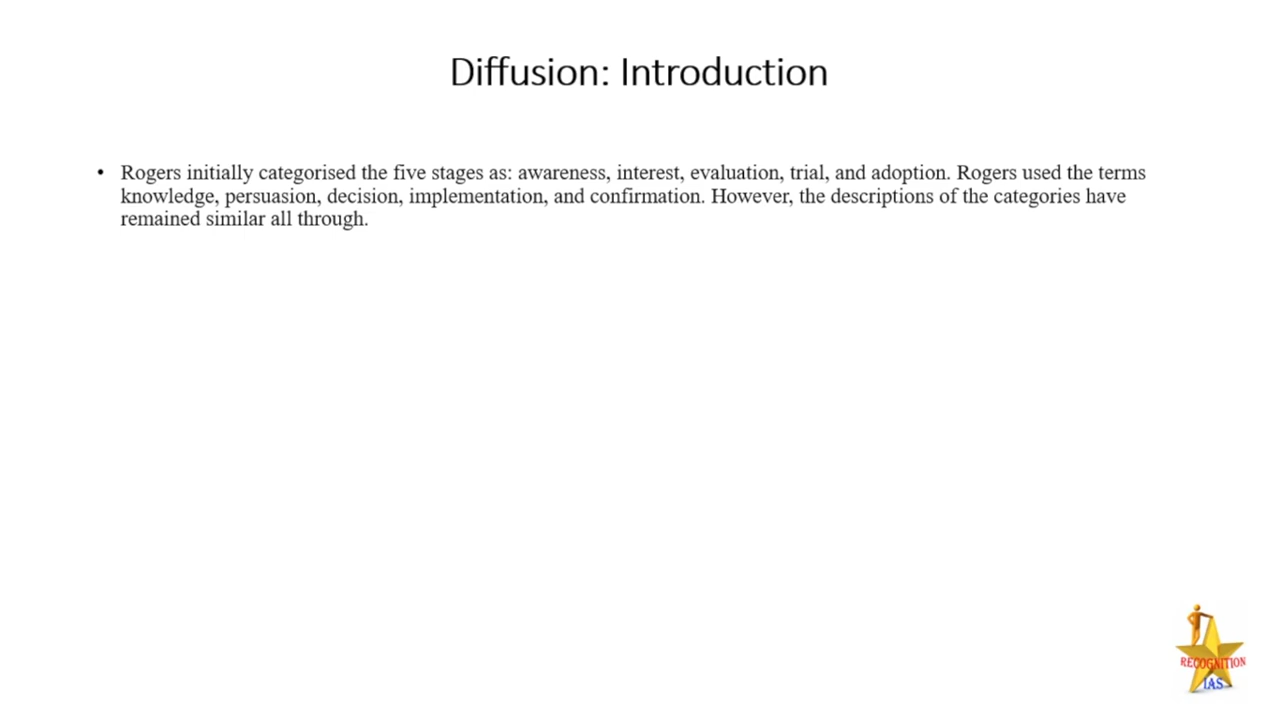 Diffusion: Introduction
• Rogers initially categorised the five stages as: awareness, interest, evaluation, trial, and adoption. Rogers used the terms
knowledge, persuasion, decision, implementation, and confirmation. However, the descriptions of the categories have
remained similar all through.
RECOGNITION
IAS